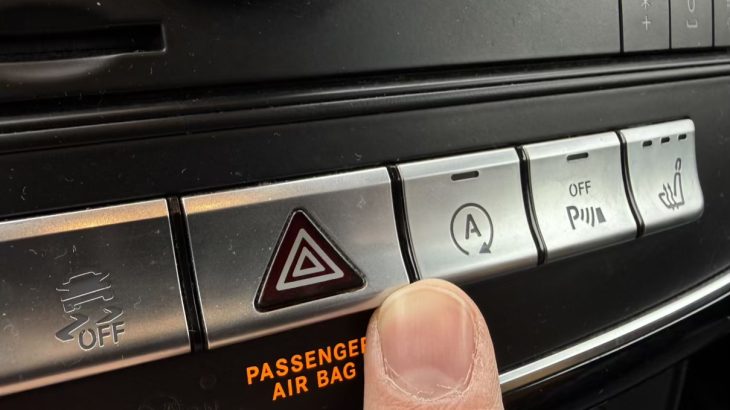 OFF
A
OFF
P
PASSENGER
AIR BAG